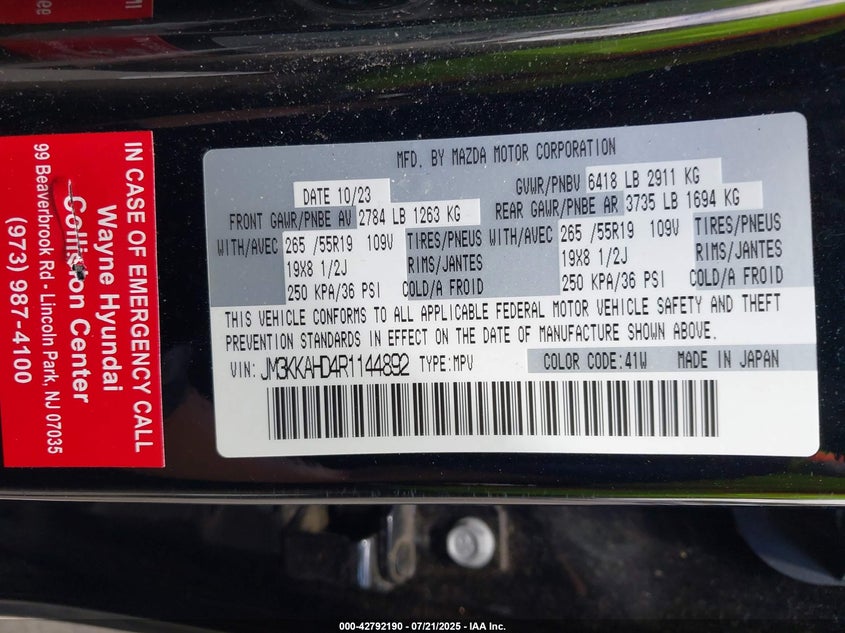 IN CASE OF EMERGENCY CALL
Wayne Hyundai
Collision Center
99 Beaverbrook Rd - Lincoln Park, NJ 07035
(973) 987-4100
MFD. BY MAZDA MOTOR CORPORATION
DATE 10/23 GVWR/PNBV 6418 LB 2911 KG
FRONT GAWR/PNBE AV 2784 LB 1263 KG REAR GAWR/PNBE AR 3735 LB 1694 KG
WITH/AVEC 265 /55R19 109V TIRES/PNEUS WITH/AVEC 265 /55R19 109V TIRES/PNEUS
19X8 1/2J RIMS/JANTES 19X8 1/2J RIMS/JANTES
250 KPA/36 PSI COLD/A FROID 250 KPA/36 PSI COLD/A FROID
THIS VEHICLE CONFORMS TO ALL APPLICABLE FEDERAL MOTOR VEHICLE SAFETY AND THEFT
PREVENTION STANDARDS IN EFFECT ON THE DATE OF MANUFACTURE SHOWN ABOVE.
VIN: JM3KKAHD4R1144892 TYPE:MPV COLOR CODE:41W MADE IN JAPAN
000-42792190 - 07/21/2025 - IAA Inc.